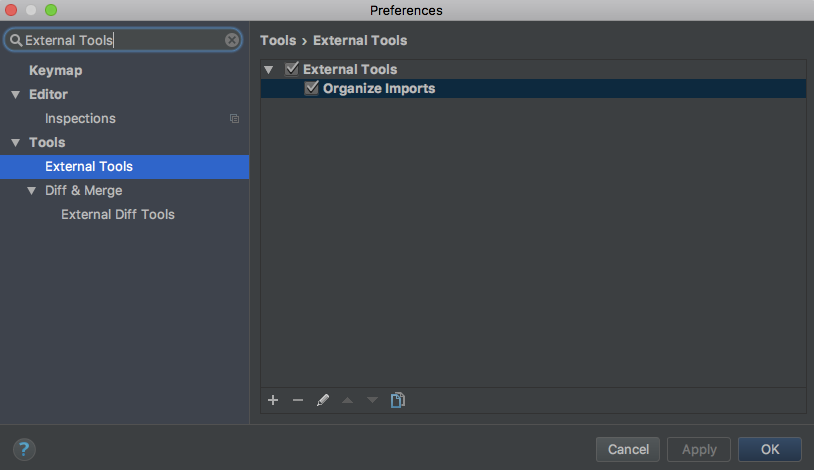 Preferences
External Tools
Keymap
Editor
Inspections
Tools
External Tools
Diff & Merge
External Diff Tools
Tools › External Tools
External Tools
Organize Imports
?
Cancel
Apply
OK